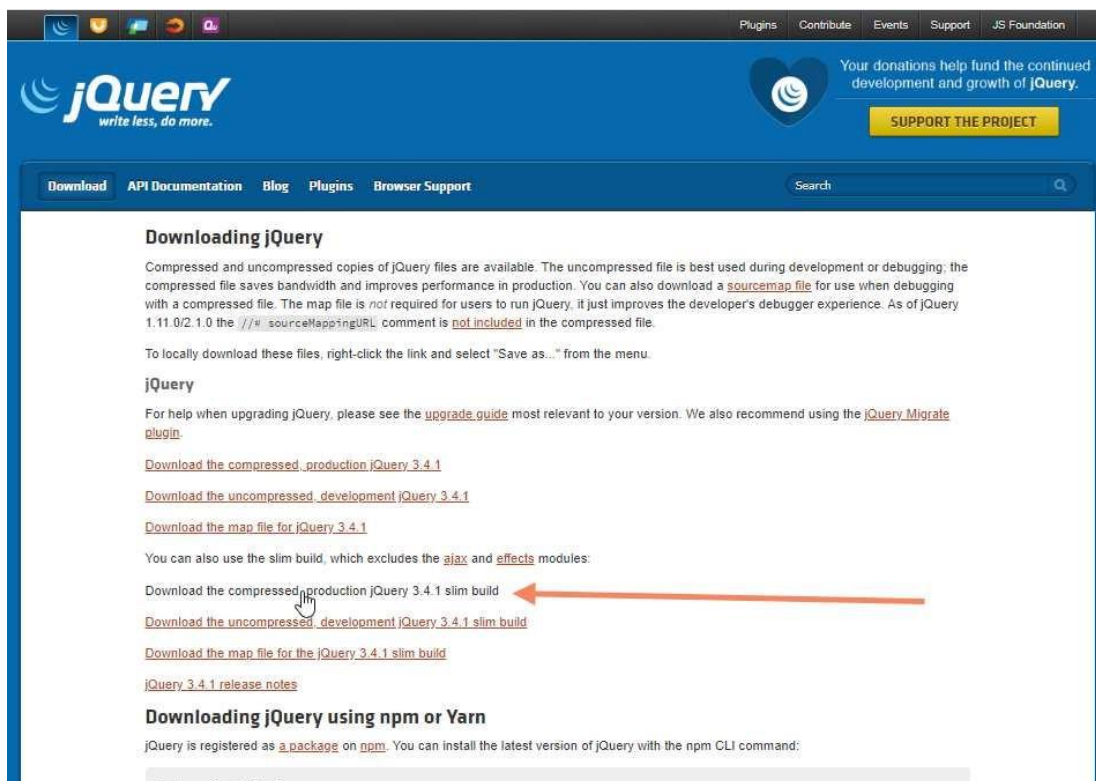 Plugins Contribute Events Support JS Foundation
jQuery
write less, do more.
Your donations help fund the continued
development and growth of jQuery.
SUPPORT THE PROJECT
Download API Documentation Blog Plugins Browser Support Search
Downloading jQuery
Compressed and uncompressed copies of jQuery files are available. The uncompressed file is best used during development or debugging; the
compressed file saves bandwidth and improves performance in production. You can also download a sourcemap file for use when debugging
with a compressed file. The map file is not required for users to run jQuery, it just improves the developer's debugger experience. As of jQuery
1.11.0/2.1.0 the //# sourceMappingURL comment is not included in the compressed file.
To locally download these files, right-click the link and select "Save as..." from the menu.
jQuery
For help when upgrading jQuery, please see the upgrade guide most relevant to your version. We also recommend using the jQuery Migrate
plugin.
Download the compressed, production jQuery 3.4.1
Download the uncompressed, development jQuery 3.4.1
Download the map file for jQuery 3.4.1
You can also use the slim build, which excludes the ajax and effects modules:
Download the compressed, production jQuery 3.4.1 slim build
Download the uncompressed, development jQuery 3.4.1 slim build
Download the map file for the jQuery 3.4.1 slim build
jQuery 3.4.1 release notes
Downloading jQuery using npm or Yarn
jQuery is registered as a package on npm. You can install the latest version of jQuery with the npm CLI command: